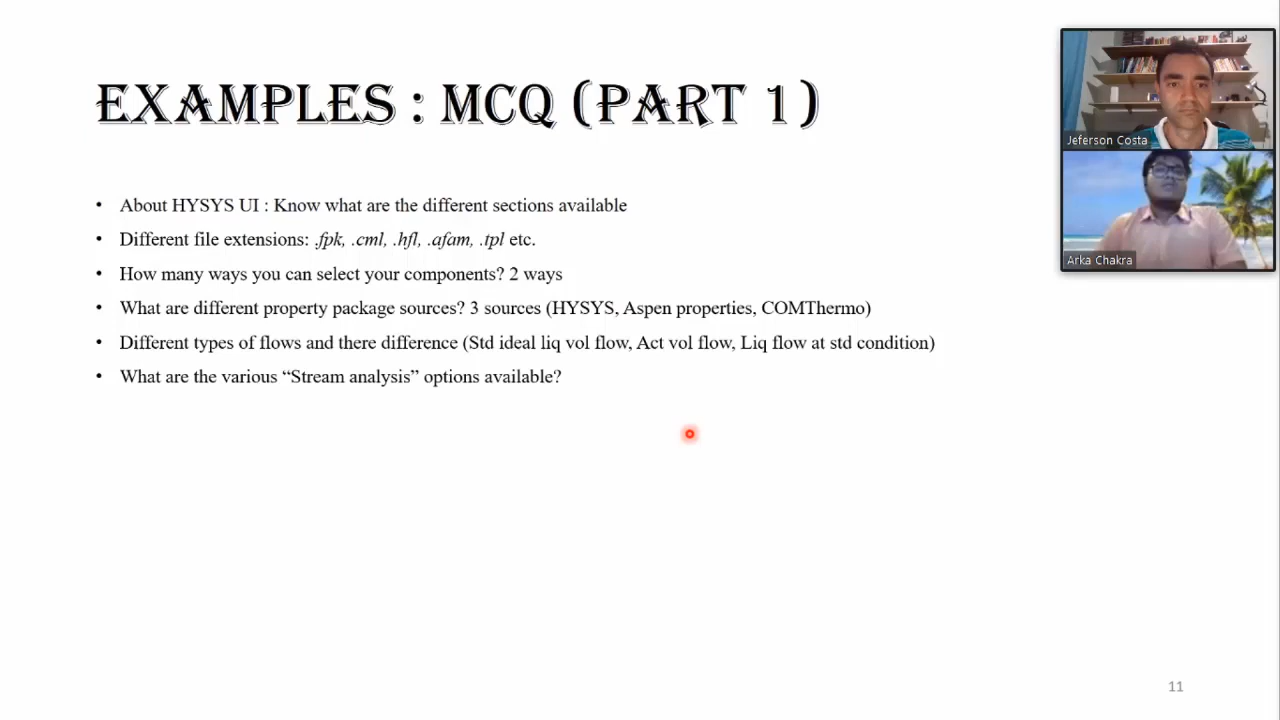 EXAMPLES : MCQ (PART 1)
• About HYSYS UI : Know what are the different sections available
• Different file extensions: .fpk, .cml, .hfl, .afam, .tpl etc.
• How many ways you can select your components? 2 ways
• What are different property package sources? 3 sources (HYSYS, Aspen properties, COMThermo)
• Different types of flows and there difference (Std ideal liq vol flow, Act vol flow, Liq flow at std condition)
• What are the various “Stream analysis” options available?
Jeferson Costa
Arka Chakra
11